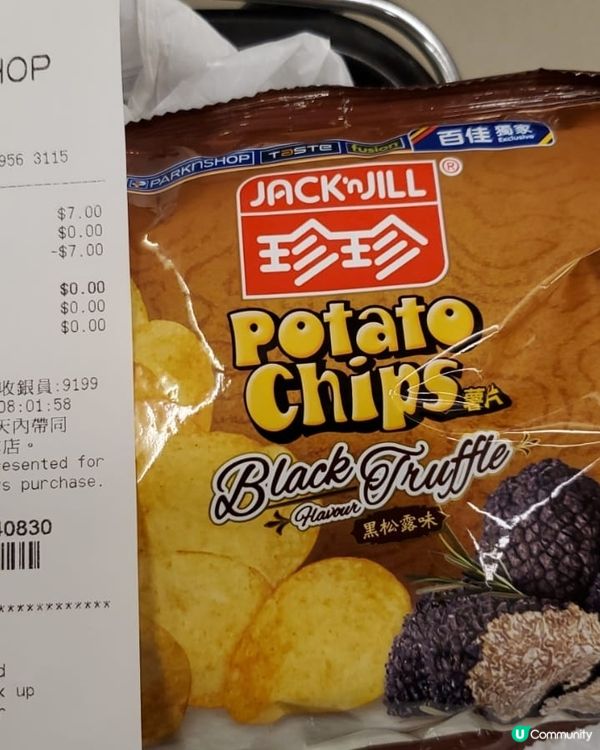 HOP
956 3115
$7.00
$0.00
-$7.00
$0.00
$0.00
$0.00
收銀員:9199
08:01:58
天內帶同
店。
esented for
s purchase.
40830
************
up
PARKNSHOP TaSTe fusion 百佳 獨家
Exclusive
JACK'nJILL ®
珍珍
Potato
Chips 薯片
Black Truffle
Flavour 黑松露味
U Community